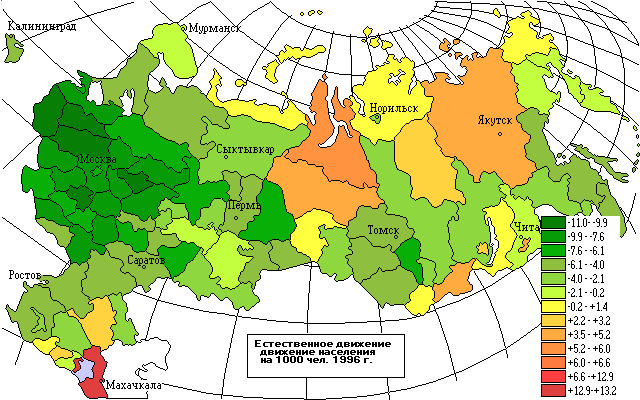 Калининград
Мурманск
Норильск
Якутск
Москва
Сыктывкар
Пермь
Томск
Чита
Саратов
Ростов
Махачкала
Естественное движение
движение населения
на 1000 чел. 1996 г.
-11.0 - -9.9
-9.9 - -7.6
-7.6 - -6.1
-6.1 - -4.0
-4.0 - -2.1
-2.1 - -0.2
-0.2 - +1.4
+2.2 - +3.2
+3.5 - +5.2
+5.2 - +6.0
+6.0 - +6.6
+6.6 - +12.9
+12.9 - +13.2